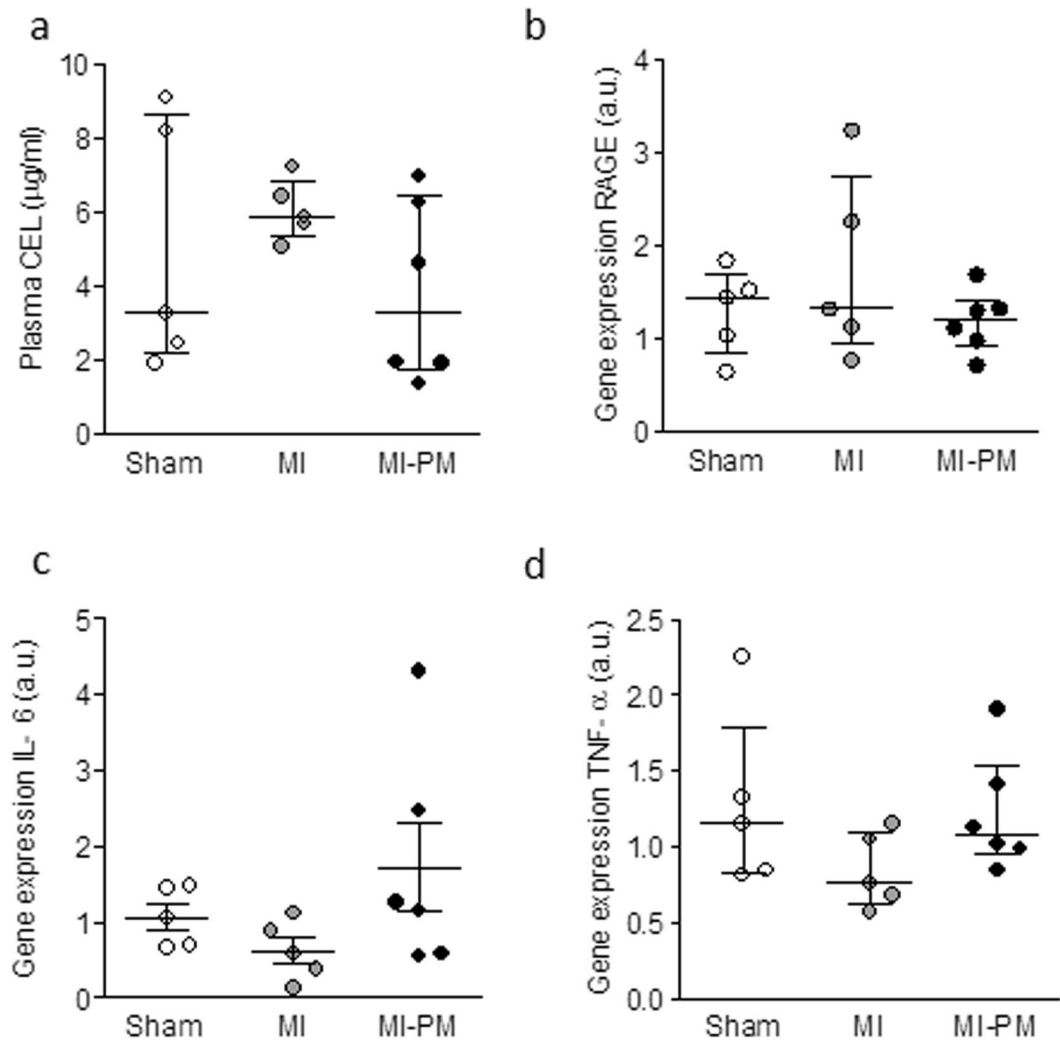 a
Plasma CEL (µg/ml)
10
8
6
4
2
0
Sham MI MI-PM
b
Gene expression RAGE (a.u.)
4
3
2
1
0
Sham MI MI-PM
c
Gene expression IL- 6 (a.u.)
5
4
3
2
1
0
Sham MI MI-PM
d
Gene expression TNF- α (a.u.)
2.5
2.0
1.5
1.0
0.5
0.0
Sham MI MI-PM